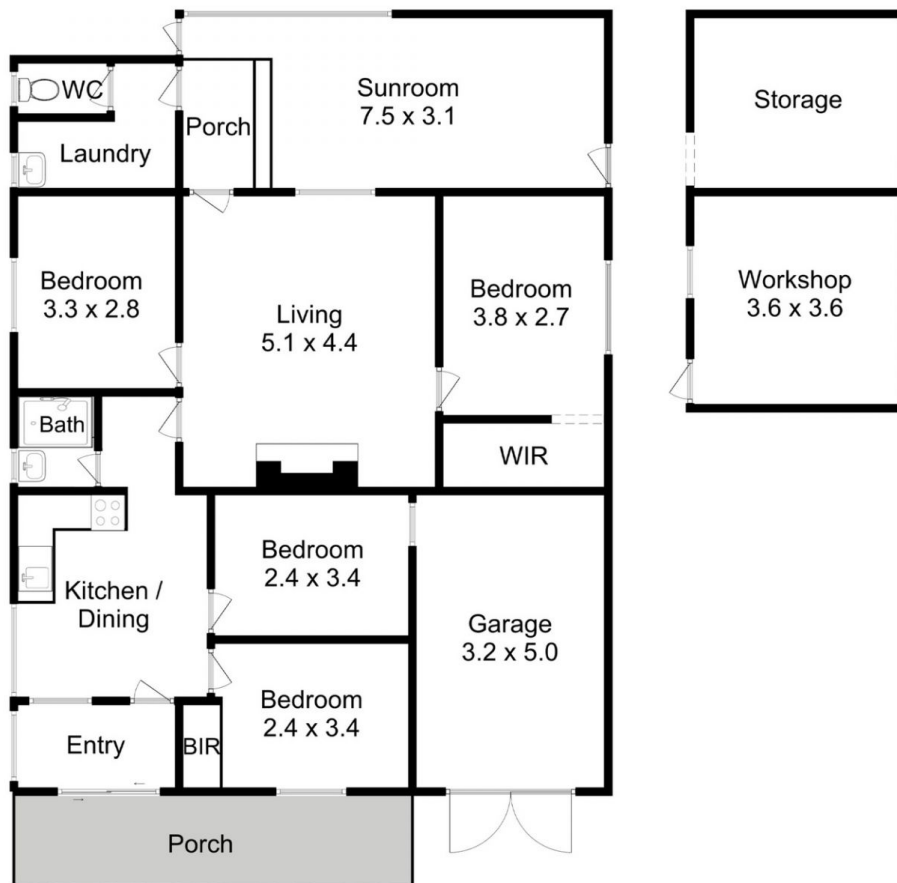 WC
Sunroom
7.5 x 3.1
Storage
Porch
Laundry
Bedroom
3.3 x 2.8
Living
5.1 x 4.4
Bedroom
3.8 x 2.7
Workshop
3.6 x 3.6
Bath
WIR
Kitchen /
Dining
Bedroom
2.4 x 3.4
Garage
3.2 x 5.0
Bedroom
2.4 x 3.4
Entry
BIR
Porch